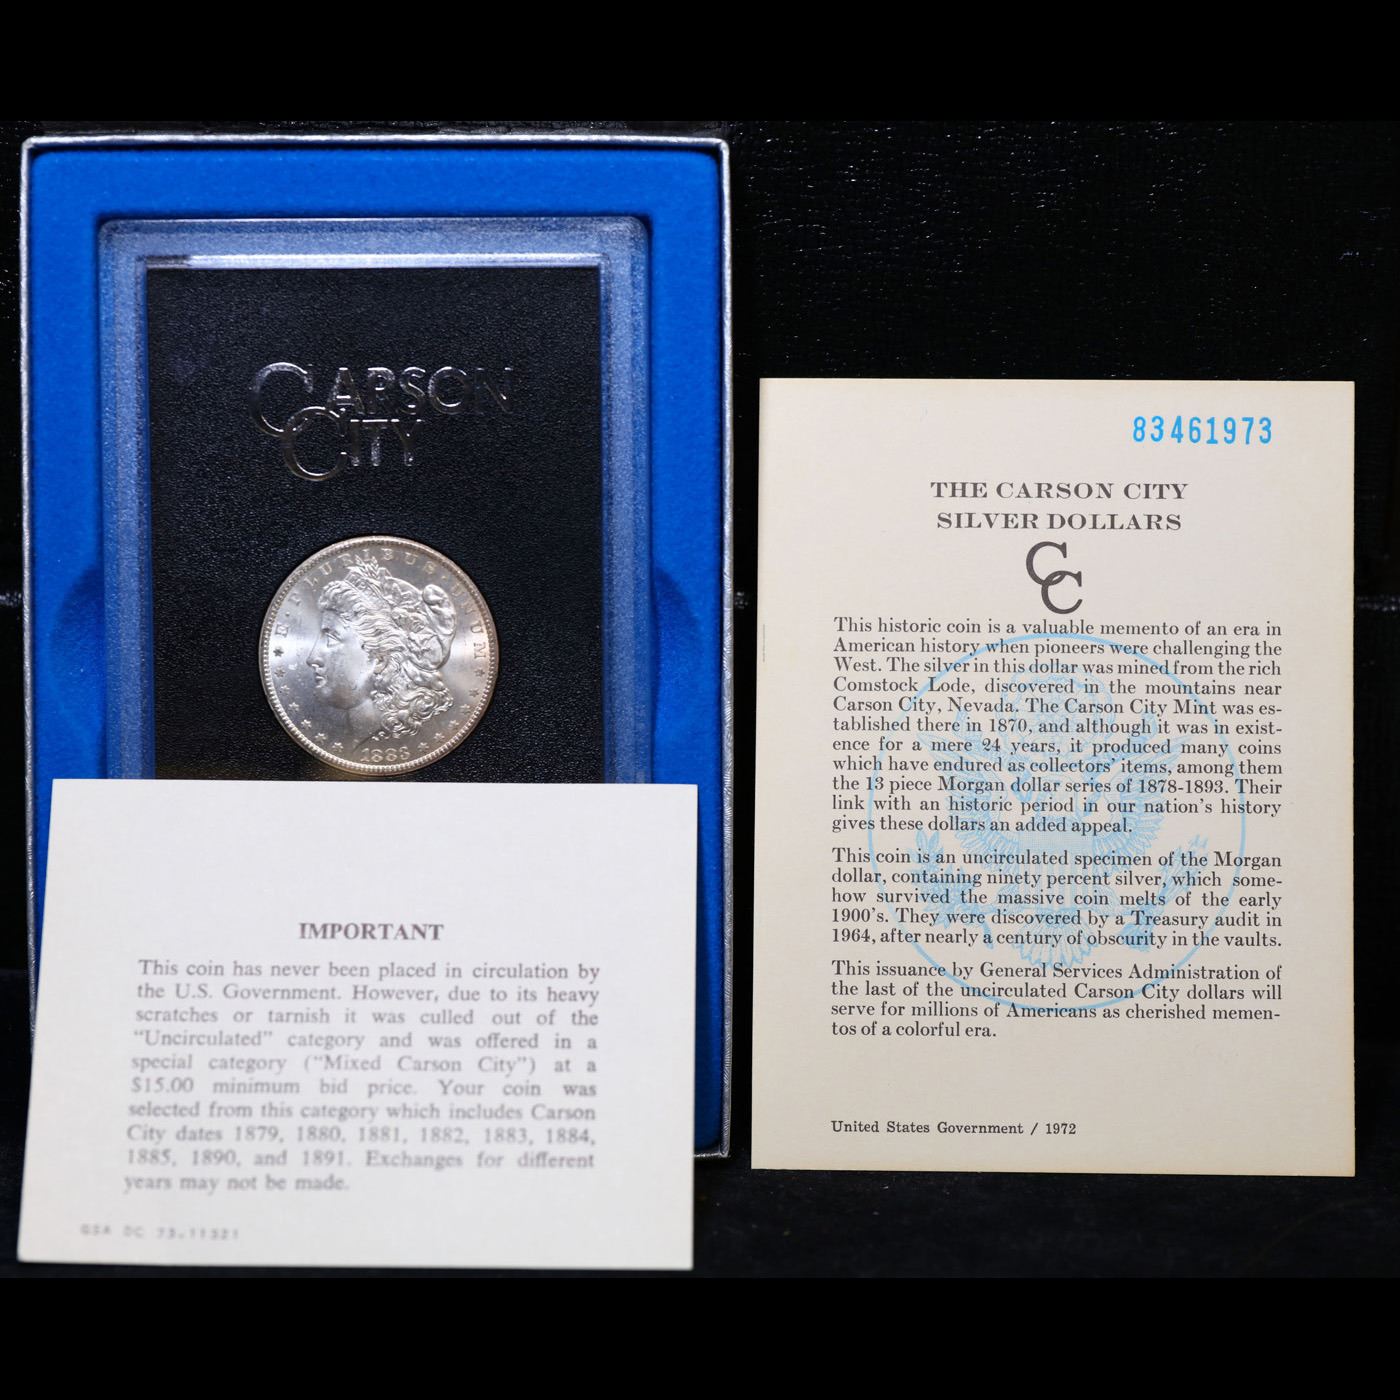 CARSON
CITY
E·PLURIBUS·UNUM
1883
IMPORTANT
This coin has never been placed in circulation by
the U.S. Government. However, due to its heavy
scratches or tarnish it was culled out of the
“Uncirculated” category and was offered in a
special category (“Mixed Carson City”) at a
$15.00 minimum bid price. Your coin was
selected from this category which includes Carson
City dates 1879, 1880, 1881, 1882, 1883, 1884,
1885, 1890, and 1891. Exchanges for different
years may not be made.
GSA DC 73.11321
83461973
THE CARSON CITY
SILVER DOLLARS
CC
This historic coin is a valuable memento of an era in
American history when pioneers were challenging the
West. The silver in this dollar was mined from the rich
Comstock Lode, discovered in the mountains near
Carson City, Nevada. The Carson City Mint was es-
tablished there in 1870, and although it was in exist-
ence for a mere 24 years, it produced many coins
which have endured as collectors’ items, among them
the 13 piece Morgan dollar series of 1878-1893. Their
link with an historic period in our nation’s history
gives these dollars an added appeal.
This coin is an uncirculated specimen of the Morgan
dollar, containing ninety percent silver, which some-
how survived the massive coin melts of the early
1900’s. They were discovered by a Treasury audit in
1964, after nearly a century of obscurity in the vaults.
This issuance by General Services Administration of
the last of the uncirculated Carson City dollars will
serve for millions of Americans as cherished memen-
tos of a colorful era.
United States Government / 1972